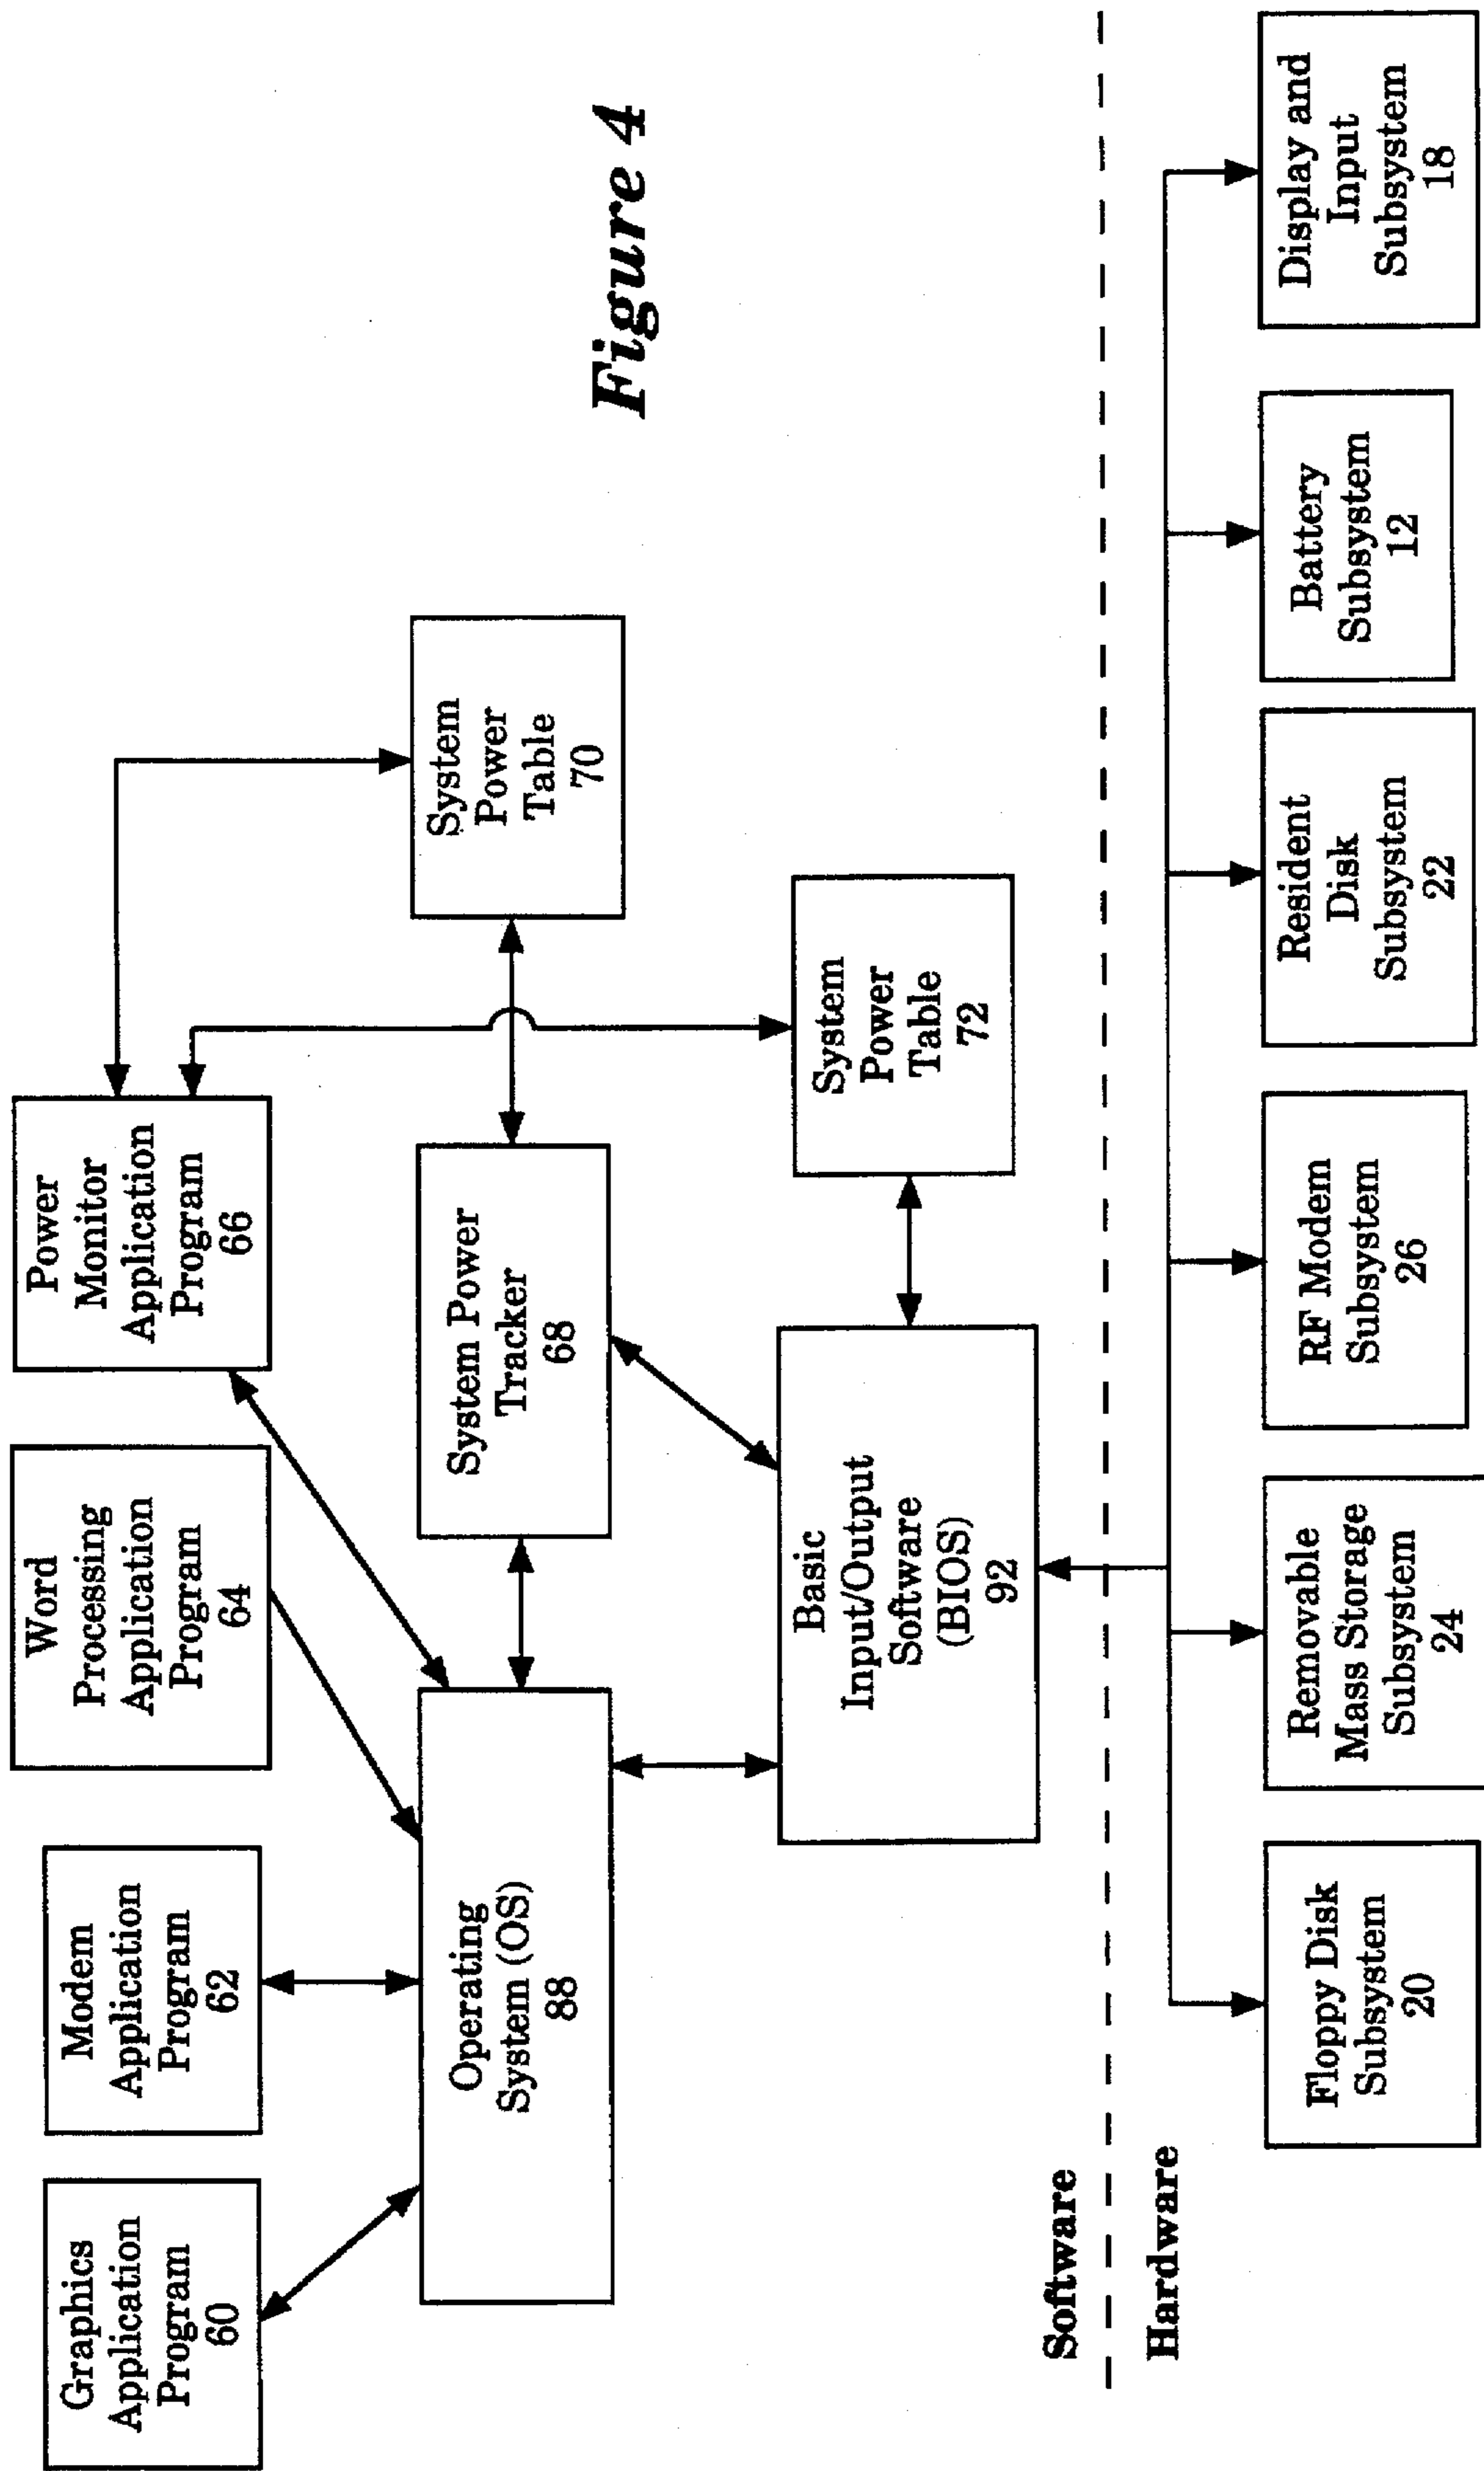 Graphics
Application
Program
60
Modem
Application
Program
62
Word
Processing
Application
Program
64
Power
Monitor
Application
Program
66
Operating
System (OS)
88
System Power
Tracker
68
System
Power
Table
70
Figure 4
Basic
Input/Output
Software
(BIOS)
92
System
Power
Table
72
Software
Hardware
Floppy Disk
Subsystem
20
Removable
Mass Storage
Subsystem
24
RF Modem
Subsystem
26
Resident
Disk
Subsystem
22
Battery
Subsystem
12
Display and
Input
Subsystem
18